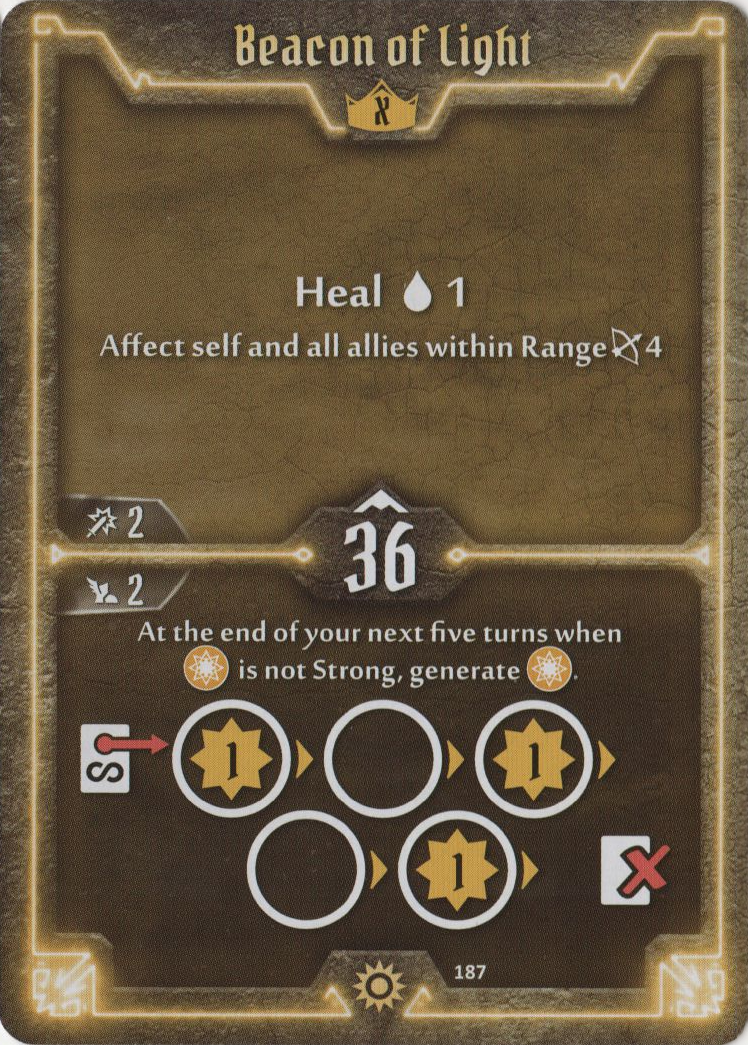 Beacon of Light
X
Heal 1
Affect self and all allies within Range 4
2
36
2
At the end of your next five turns when
is not Strong, generate .
1 1
1
187